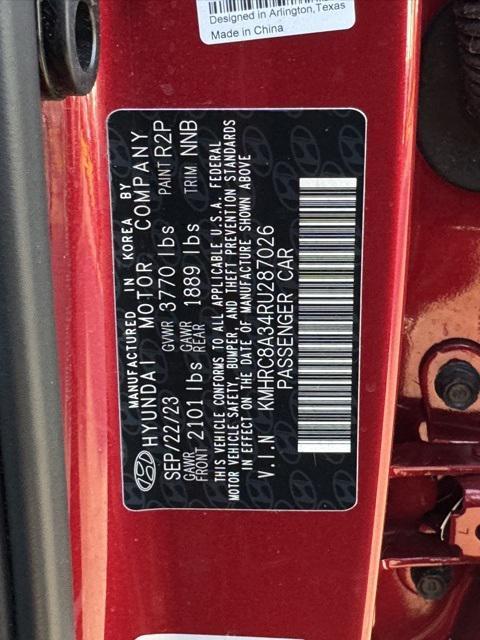 Designed in Arlington, Texas
Made in China
MANUFACTURED IN KOREA BY
HYUNDAI MOTOR COMPANY
SEP/22/23 GVWR 3770 lbs PAINT R2P
GAWR FRONT 2101 lbs GAWR REAR 1889 lbs TRIM NNB
THIS VEHICLE CONFORMS TO ALL APPLICABLE U.S.A. FEDERAL
MOTOR VEHICLE SAFETY, BUMPER, AND THEFT PREVENTION STANDARDS
IN EFFECT ON THE DATE OF MANUFACTURE SHOWN ABOVE.
V.I.N KMHRC8A34RU287026
PASSENGER CAR
L